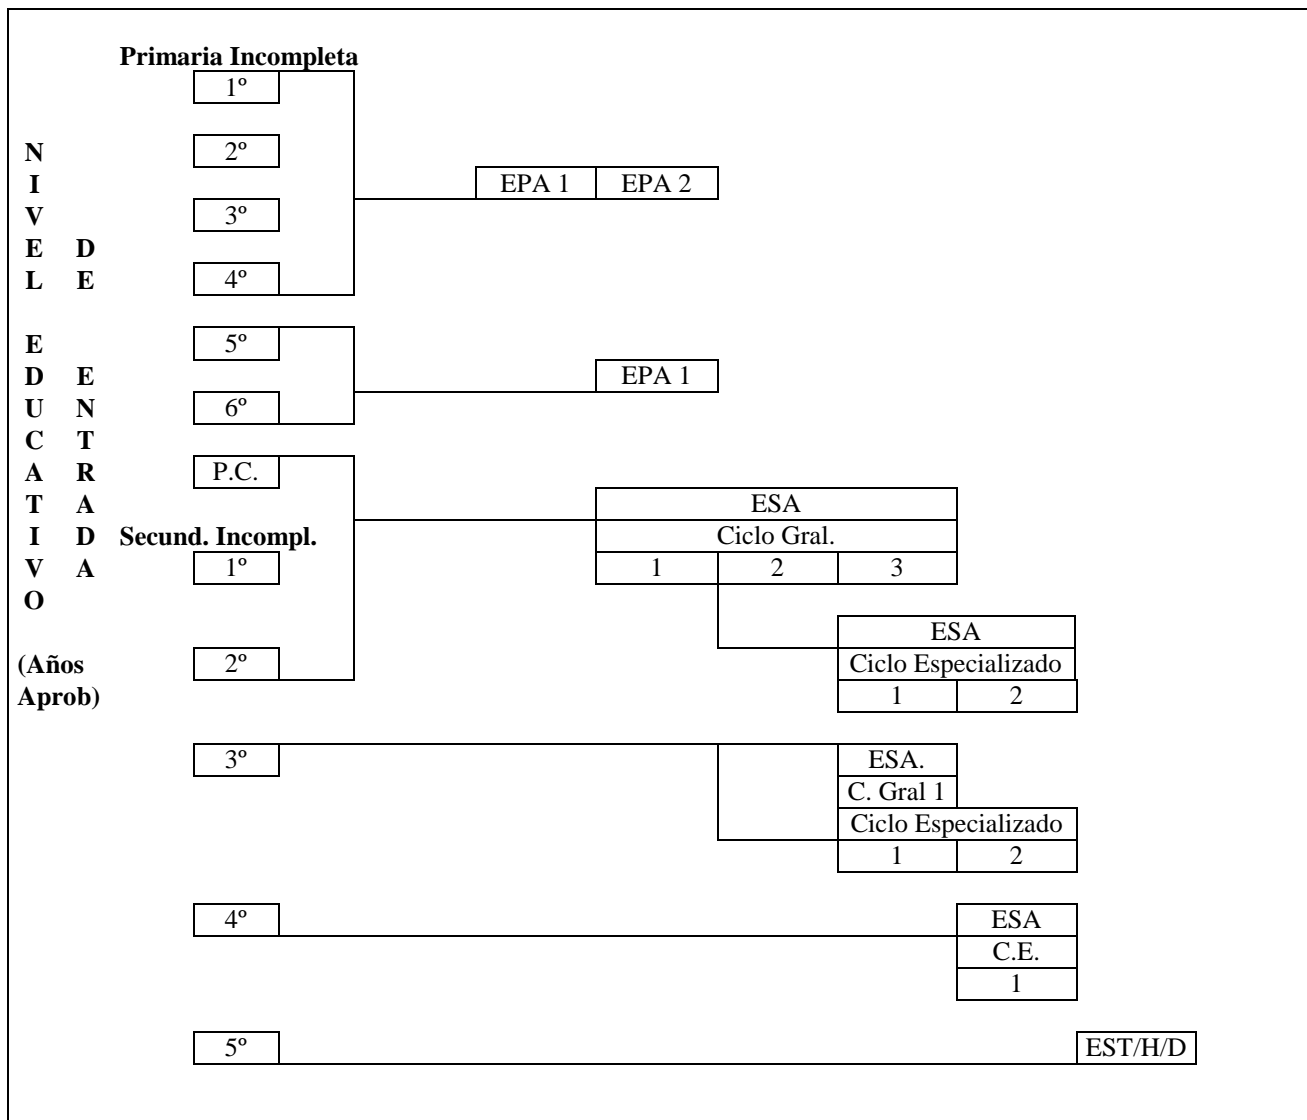 Primaria Incompleta
1º
N 2º
I EPA 1 EPA 2
V 3º
E D
L E 4º
E 5º
D E EPA 1
U N 6º
C T
A R P.C.
T A ESA
I D Secund. Incompl. Ciclo Gral.
V A 1º 1 2 3
O
ESA
(Años 2º Ciclo Especializado
Aprob) 1 2
3º ESA.
C. Gral 1
Ciclo Especializado
1 2
4º ESA
C.E.
1
5º EST/H/D